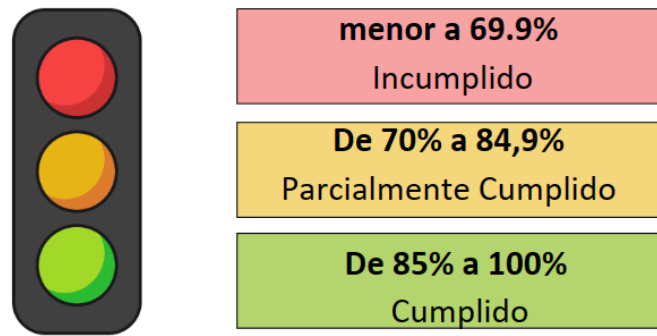 menor a 69.9%
Incumplido
De 70% a 84,9%
Parcialmente Cumplido
De 85% a 100%
Cumplido